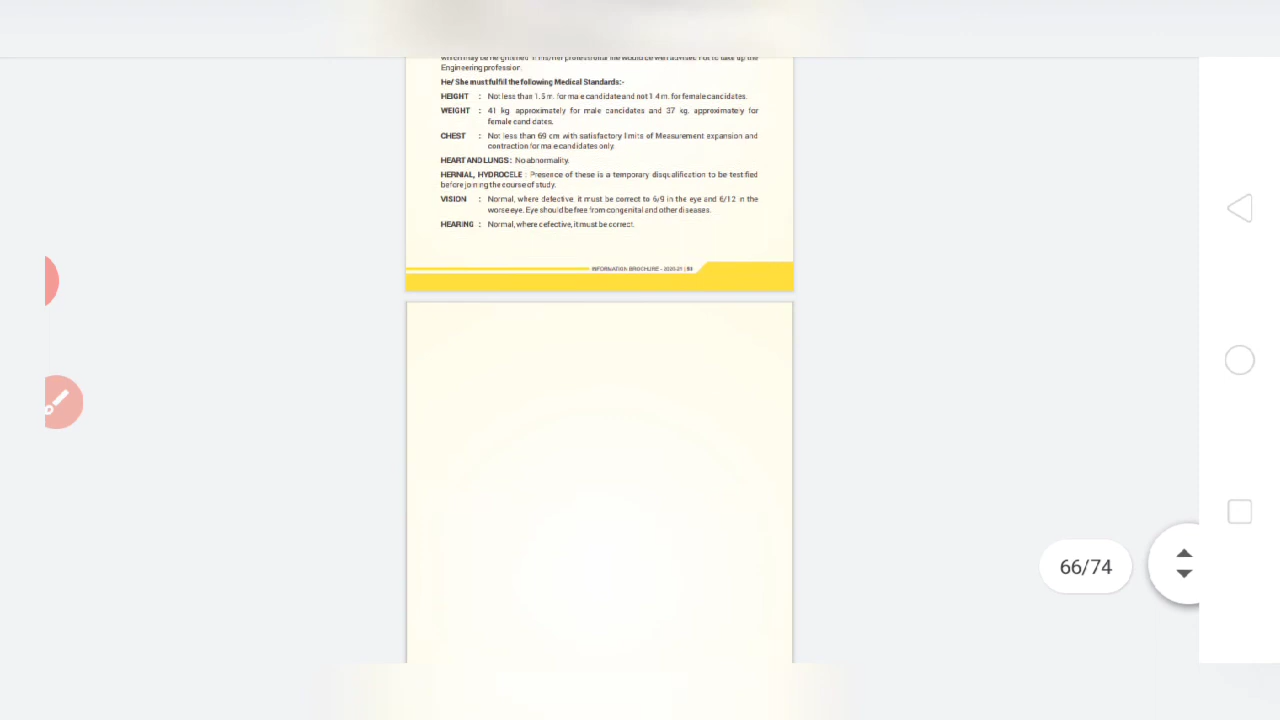 Engineering profession.
He/ She must fulfill the following Medical Standards:-
HEIGHT : Not less than 1.5 m. for male candidate and not 1.4 m. for female candidates.
WEIGHT : 41 kg. approximately for male candidates and 37 kg. approximately for
female candidates.
CHEST : Not less than 69 cm with satisfactory limits of Measurement expansion and
contraction for male candidates only.
HEART AND LUNGS : No abnormality.
HERNIAL, HYDROCELE : Presence of these is a temporary disqualification to be testified
before joining the course of study.
VISION : Normal, where defective, it must be correct to 6/9 in the eye and 6/12 in the
worse eye. Eye should be free from congenital and other diseases.
HEARING : Normal, where defective, it must be correct.
INFORMATION BROCHURE - 2020-21 |
66/74